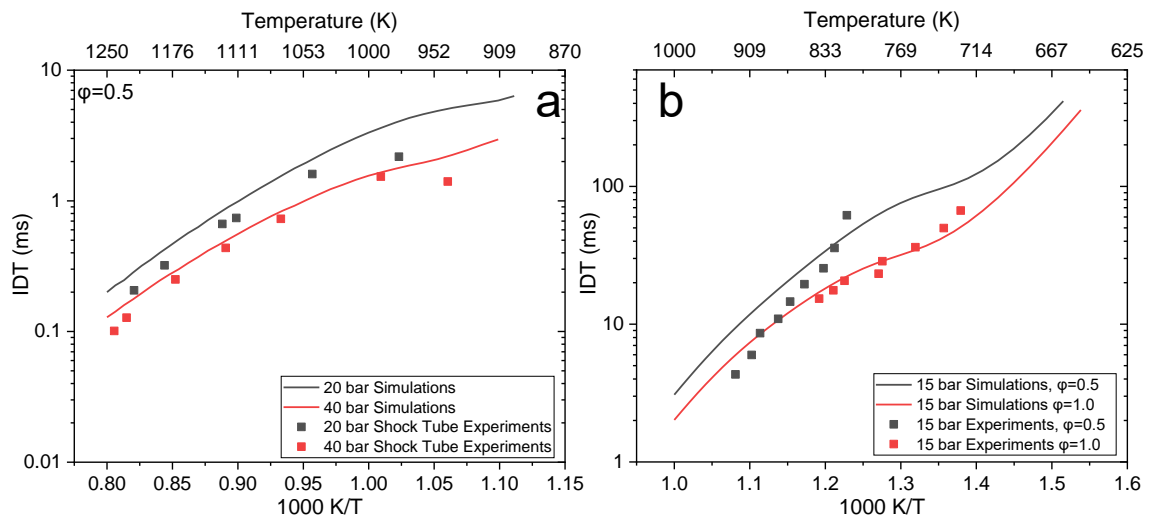 Temperature (K)
1250 1176 1111 1053 1000 952 909 870
10
1
0.1
0.01
IDT (ms)
φ=0.5
a
20 bar Simulations
40 bar Simulations
20 bar Shock Tube Experiments
40 bar Shock Tube Experiments
0.80 0.85 0.90 0.95 1.00 1.05 1.10 1.15
1000 K/T
Temperature (K)
1000 909 833 769 714 667 625
100
10
1
IDT (ms)
b
15 bar Simulations, φ=0.5
15 bar Simulations φ=1.0
15 bar Experiments, φ=0.5
15 bar Experiments φ=1.0
1.0 1.1 1.2 1.3 1.4 1.5 1.6
1000 K/T